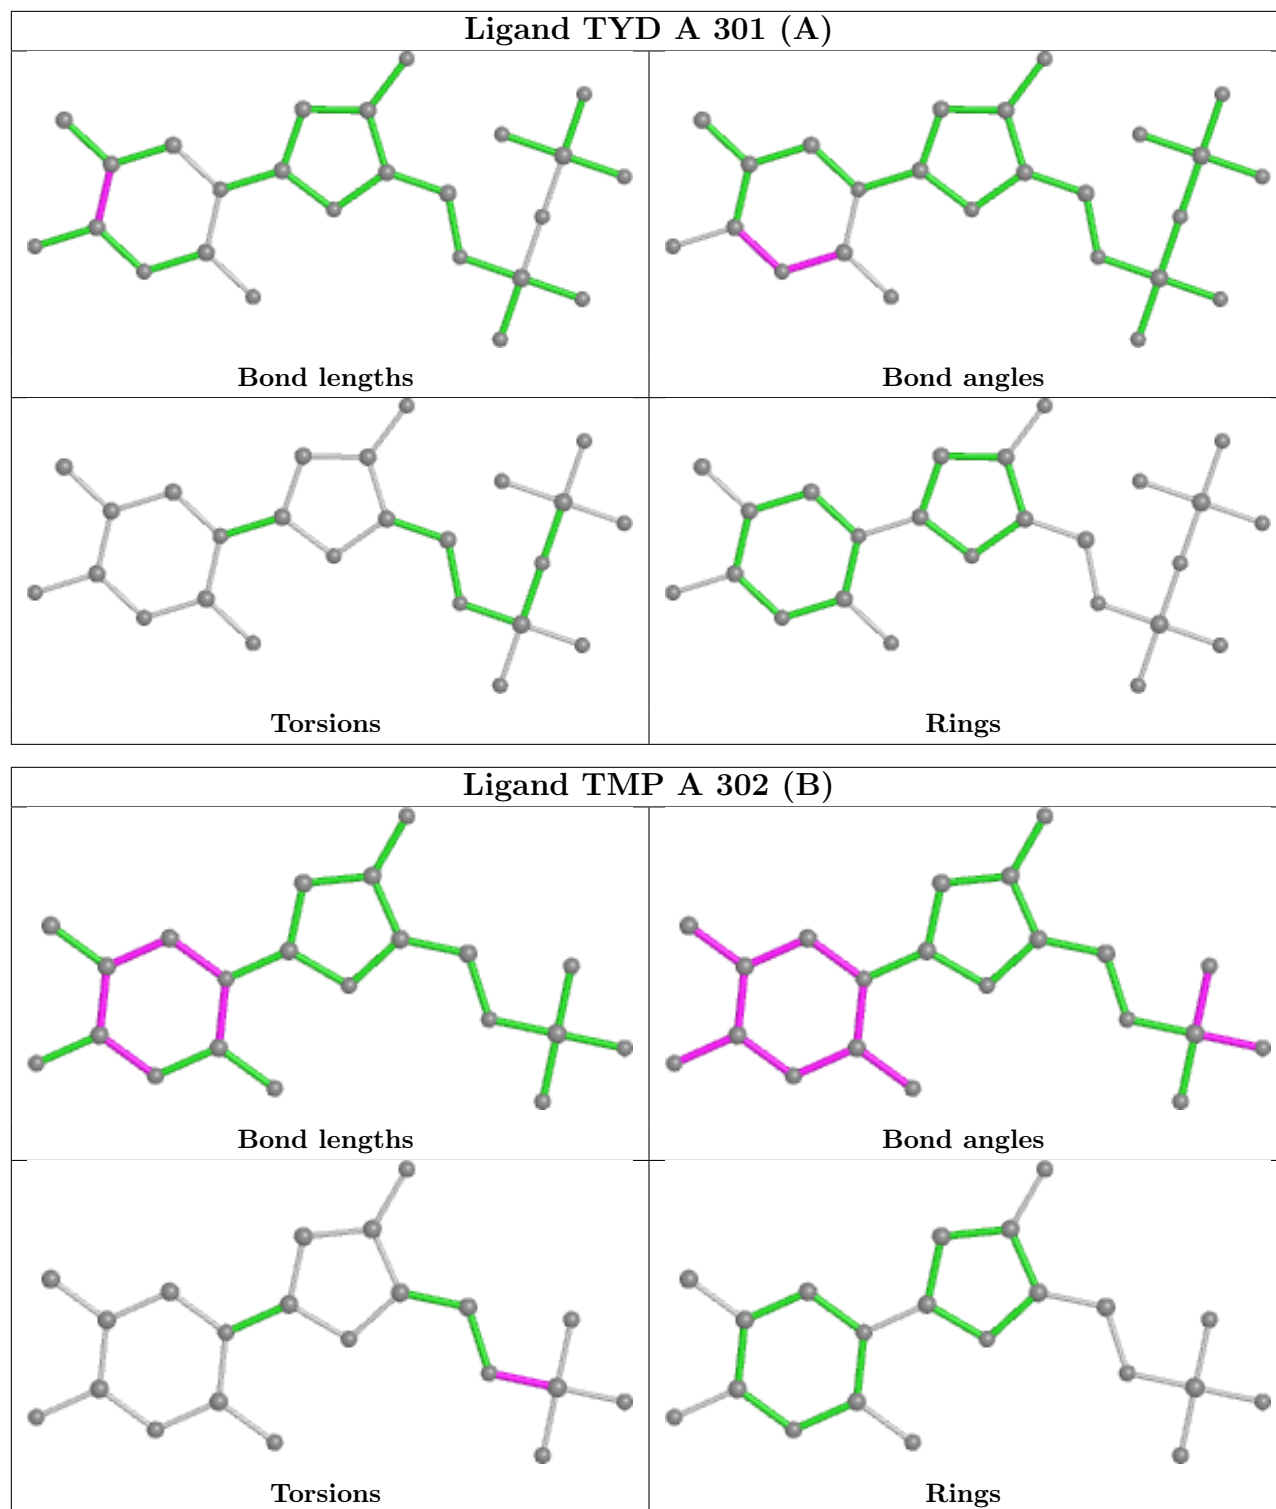 Ligand TYD A 301 (A)
Bond lengths
Bond angles
Torsions
Rings
Ligand TMP A 302 (B)
Bond lengths
Bond angles
Torsions
Rings